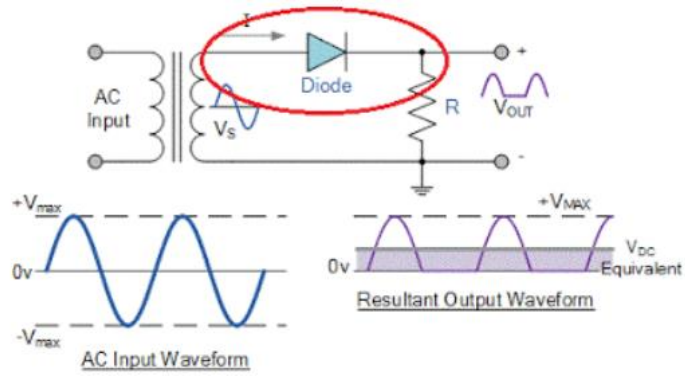 I
Diode
AC
Input
Vs
R
+
VOUT
-
+Vmax
0v
-Vmax
AC Input Waveform
+VMAX
VDC
0v
Equivalent
Resultant Output Waveform